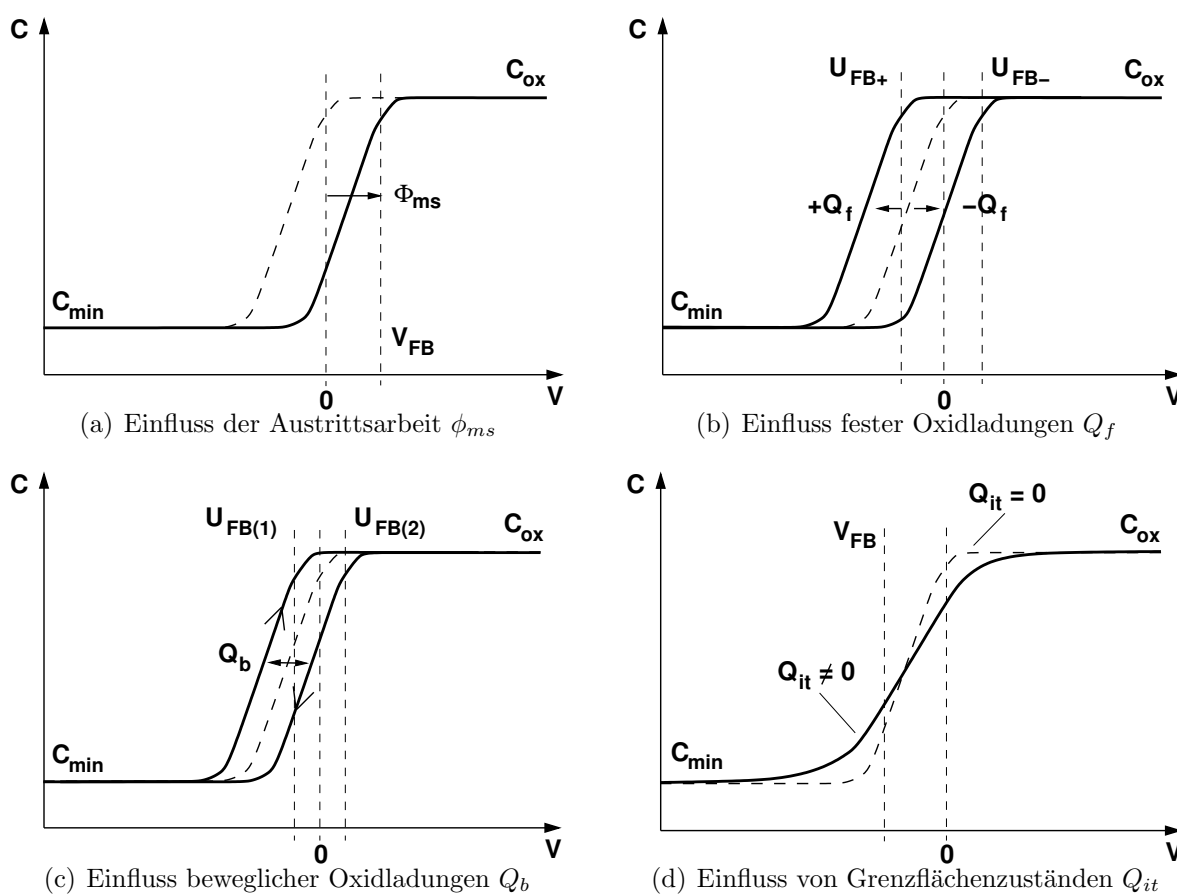 C
C_ox
Φ_ms
C_min
V_FB
0
V
(a) Einfluss der Austrittsarbeit ϕ_ms
C
U_FB+
U_FB−
C_ox
+Q_f
−Q_f
C_min
0
V
(b) Einfluss fester Oxidladungen Q_f
C
U_FB(1)
U_FB(2)
C_ox
Q_b
C_min
0
V
(c) Einfluss beweglicher Oxidladungen Q_b
C
Q_it = 0
V_FB
C_ox
Q_it ≠ 0
C_min
0
V
(d) Einfluss von Grenzflächenzuständen Q_it